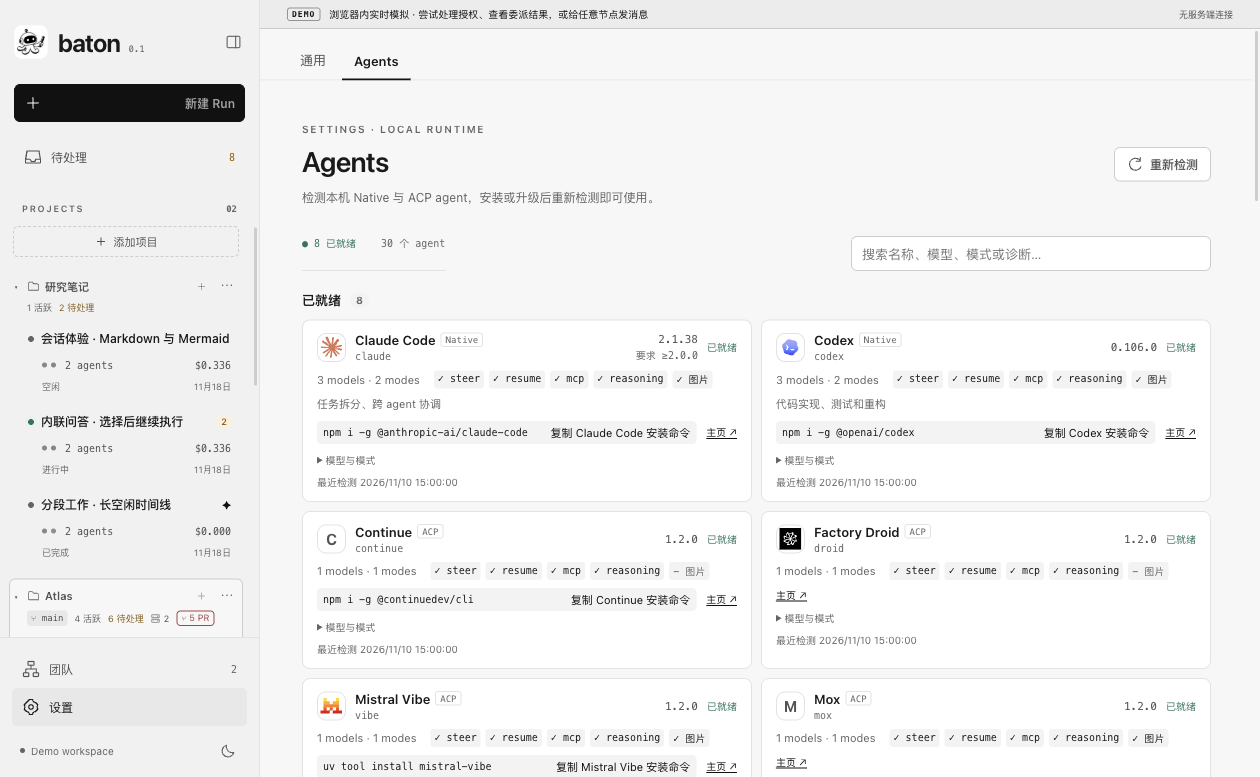 baton 0.1
新建 Run
待处理 8
PROJECTS 02
添加项目
研究笔记
1 活跃 2 待处理
会话体验 · Markdown 与 Mermaid
2 agents $0.336
空闲 11月18日
内联问答 · 选择后继续执行 2
2 agents $0.336
进行中 11月18日
分段工作 · 长空闲时间线
2 agents $0.000
已完成 11月18日
Atlas
main 4 活跃 6 待处理 2 5 PR
团队 2
设置
Demo workspace
DEMO 浏览器内实时模拟 · 尝试处理授权、查看委派结果，或给任意节点发消息 无服务端连接
通用 Agents
SETTINGS · LOCAL RUNTIME
Agents
重新检测
检测本机 Native 与 ACP agent，安装或升级后重新检测即可使用。
8 已就绪 30 个 agent
搜索名称、模型、模式或诊断…
已就绪 8
Claude Code Native 2.1.38 已就绪
claude 要求 ≥2.0.0
3 models · 2 modes ✓ steer ✓ resume ✓ mcp ✓ reasoning ✓ 图片
任务拆分、跨 agent 协调
npm i -g @anthropic-ai/claude-code 复制 Claude Code 安装命令 主页 ↗
模型与模式
最近检测 2026/11/10 15:00:00
Codex Native 0.106.0 已就绪
codex
3 models · 2 modes ✓ steer ✓ resume ✓ mcp ✓ reasoning ✓ 图片
代码实现、测试和重构
npm i -g @openai/codex 复制 Codex 安装命令 主页 ↗
模型与模式
最近检测 2026/11/10 15:00:00
C Continue ACP 1.2.0 已就绪
continue
1 models · 1 modes ✓ steer ✓ resume ✓ mcp ✓ reasoning – 图片
npm i -g @continuedev/cli 复制 Continue 安装命令 主页 ↗
模型与模式
最近检测 2026/11/10 15:00:00
Factory Droid ACP 1.2.0 已就绪
droid
1 models · 1 modes ✓ steer ✓ resume ✓ mcp ✓ reasoning – 图片
主页 ↗
模型与模式
最近检测 2026/11/10 15:00:00
Mistral Vibe ACP 1.2.0 已就绪
vibe
1 models · 1 modes ✓ steer ✓ resume ✓ mcp ✓ reasoning ✓ 图片
uv tool install mistral-vibe 复制 Mistral Vibe 安装命令 主页 ↗
M Mox ACP 1.2.0 已就绪
mox
1 models · 1 modes ✓ steer ✓ resume ✓ mcp ✓ reasoning ✓ 图片
主页 ↗